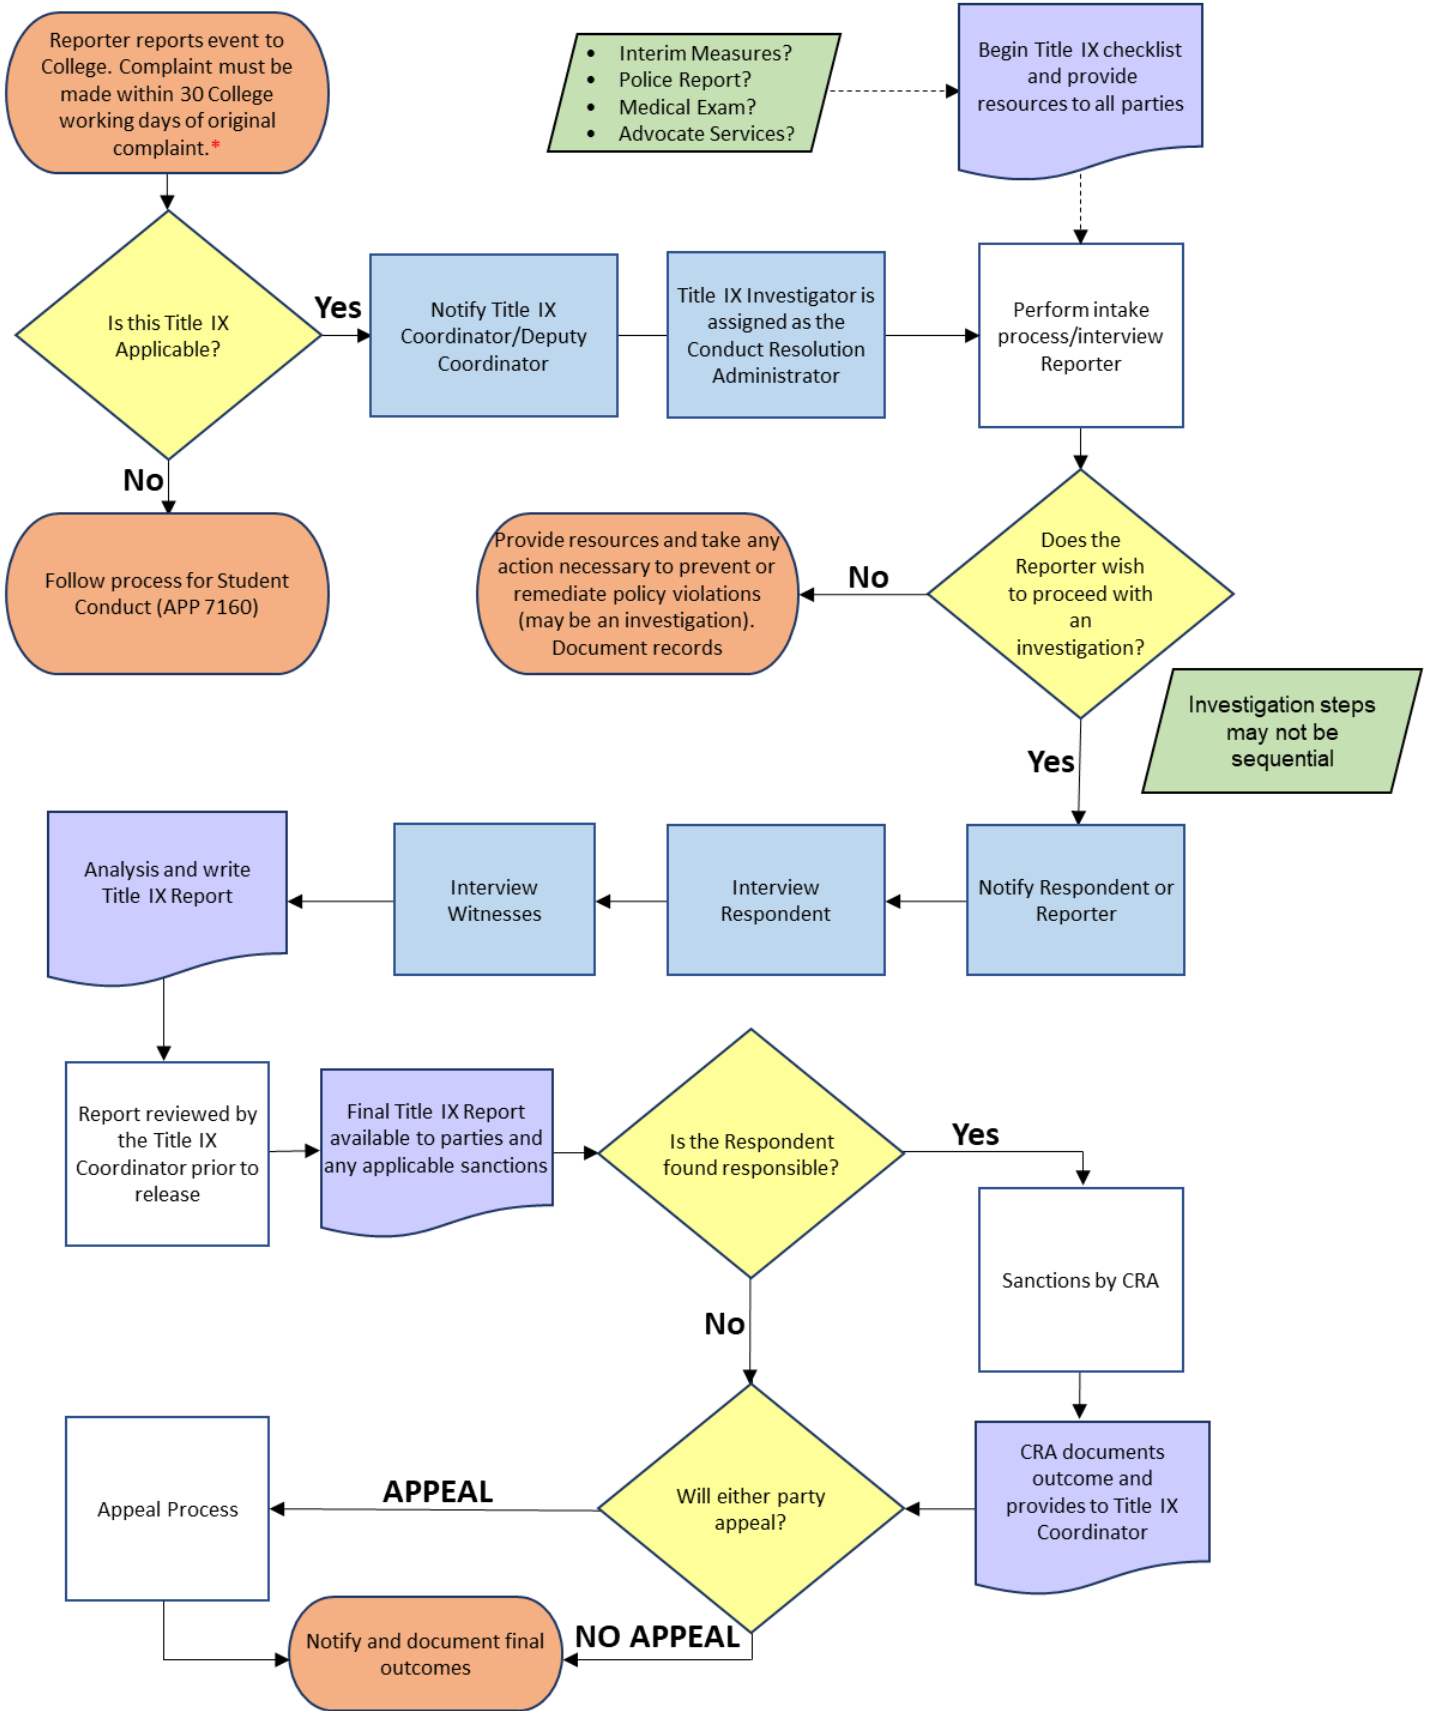 Reporter reports event to
College. Complaint must be
made within 30 College
working days of original
complaint.*
• Interim Measures?
• Police Report?
• Medical Exam?
• Advocate Services?
Begin Title IX checklist
and provide
resources to all parties
Is this Title IX
Applicable?
Yes
Notify Title IX
Coordinator/Deputy
Coordinator
Title IX Investigator is
assigned as the
Conduct Resolution
Administrator
Perform intake
process/interview
Reporter
No
Follow process for Student
Conduct (APP 7160)
Provide resources and take any
action necessary to prevent or
remediate policy violations
(may be an investigation).
Document records
No
Does the
Reporter wish
to proceed with
an
investigation?
Investigation steps
may not be
sequential
Yes
Notify Respondent or
Reporter
Interview
Respondent
Interview
Witnesses
Analysis and write
Title IX Report
Report reviewed by
the Title IX
Coordinator prior to
release
Final Title IX Report
available to parties and
any applicable sanctions
Is the Respondent
found responsible?
Yes
Sanctions by CRA
No
CRA documents
outcome and
provides to Title IX
Coordinator
Will either party
appeal?
APPEAL
Appeal Process
NO APPEAL
Notify and document final
outcomes